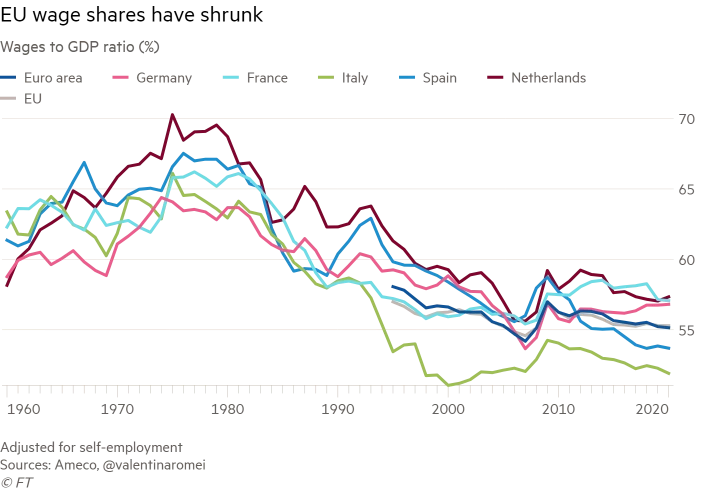 EU wage shares have shrunk
Wages to GDP ratio (%)
Euro area Germany France Italy Spain Netherlands
EU
70
65
60
55
1960 1970 1980 1990 2000 2010 2020
Adjusted for self-employment
Sources: Ameco, @valentinaromei
© FT